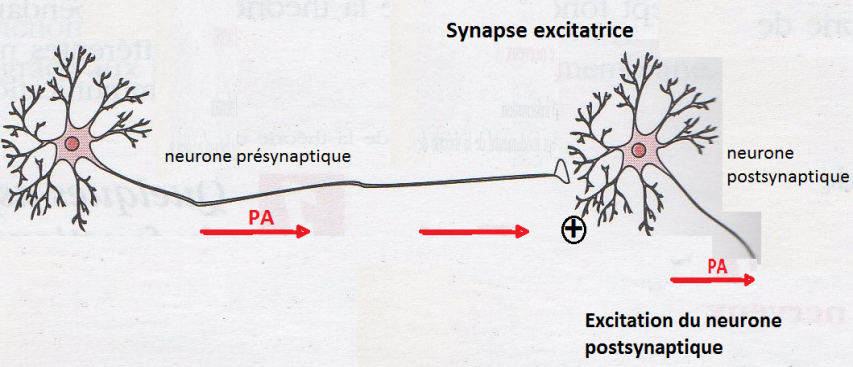 Synapse excitatrice
neurone présynaptique
neurone
postsynaptique
PA
+
PA
Excitation du neurone
postsynaptique